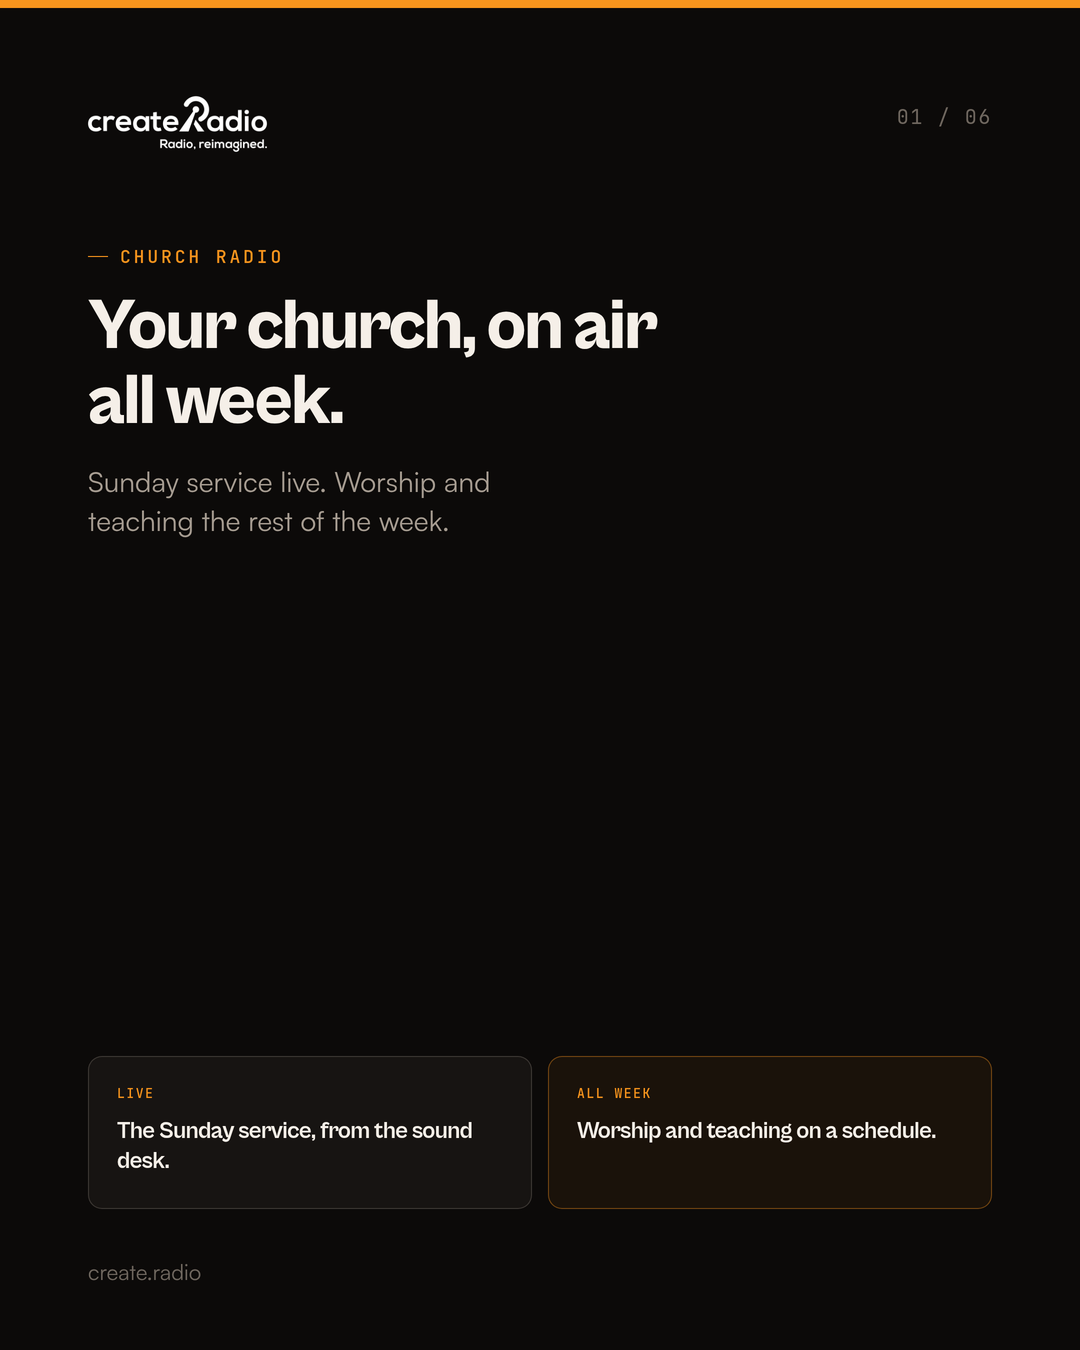 createRadio
Radio, reimagined.
01 / 06
— CHURCH RADIO
Your church, on air
all week.
Sunday service live. Worship and
teaching the rest of the week.
LIVE
The Sunday service, from the sound
desk.
ALL WEEK
Worship and teaching on a schedule.
create.radio